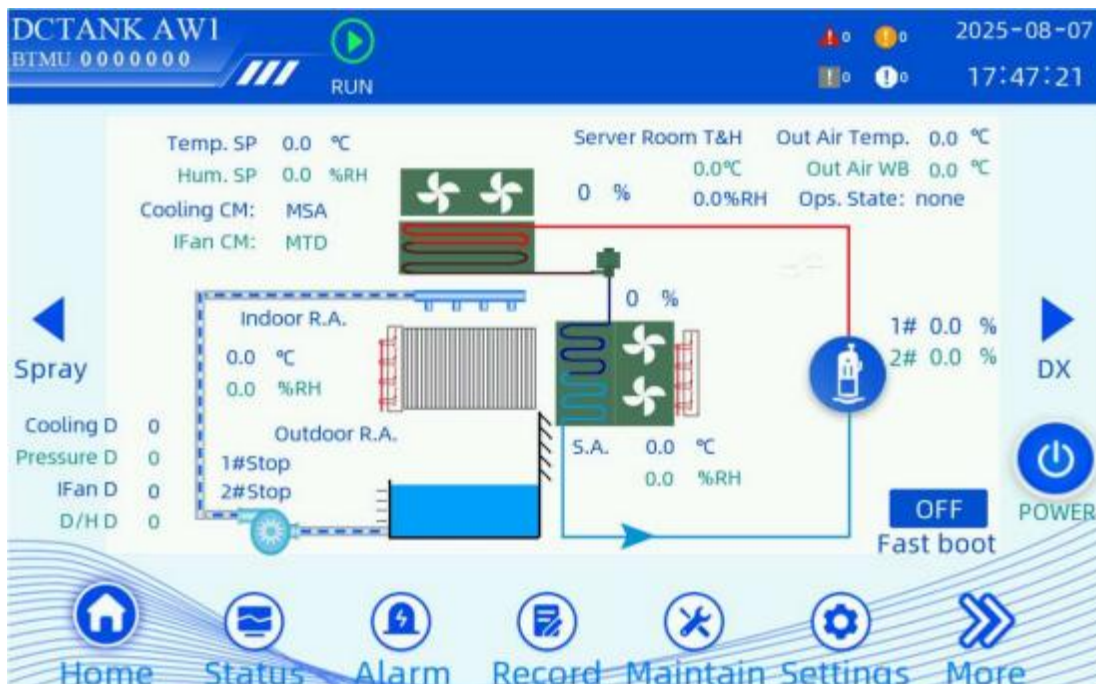 DCTANK AW1
BTMU 0000000
RUN
0 0
0 0
2025-08-07
17:47:21
Temp. SP 0.0 ℃
Hum. SP 0.0 %RH
Cooling CM: MSA
IFan CM: MTD
Server Room T&H
0.0℃
0 % 0.0%RH
Out Air Temp. 0.0 ℃
Out Air WB 0.0 ℃
Ops. State: none
0 %
Indoor R.A.
0.0 ℃
0.0 %RH
1# 0.0 %
2# 0.0 %
Spray
DX
Cooling D 0
Pressure D 0
IFan D 0
D/H D 0
Outdoor R.A.
1#Stop
2#Stop
S.A. 0.0 ℃
0.0 %RH
OFF
Fast boot
POWER
Home Status Alarm Record Maintain Settings More